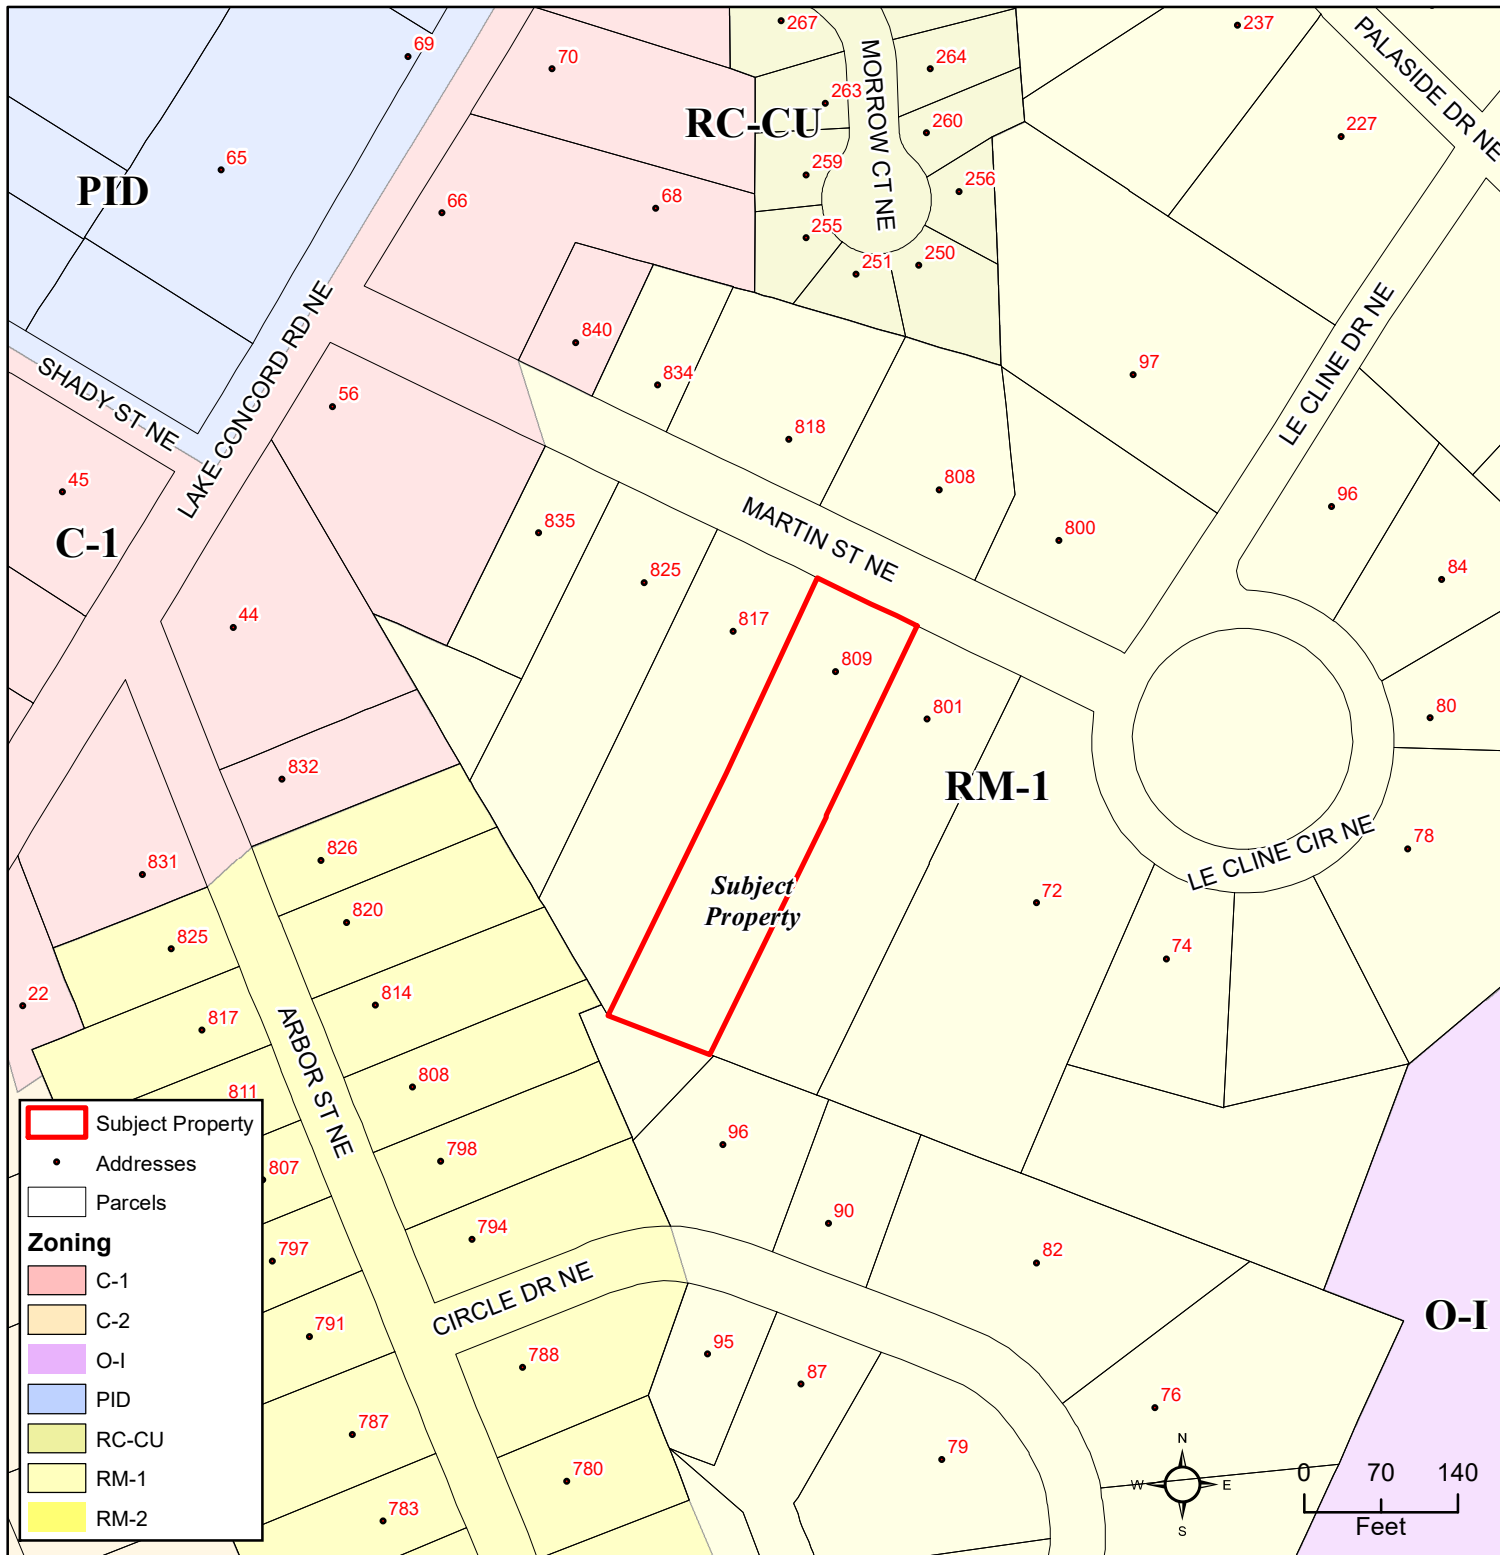 267
237
PALASIDE DR NE
69
70
264
MORROW CT NE
263
RC-CU
260
227
65
259
256
PID
66
68
255
250
251
LAKE CONCORD RD NE
LE CLINE DR NE
840
SHADY ST NE
834
97
56
818
45
808
96
MARTIN ST NE
835
800
C-1
825
84
44
817
809
801
80
832
RM-1
826
831
LE CLINE CIR NE
78
Subject
Property
72
820
825
74
22
814
817
ARBOR ST NE
808
811
96
798
807
90
794
82
797
CIRCLE DR NE
O-I
791
788
95
87
76
787
79
780
783
Subject Property
Addresses
Parcels
Zoning
C-1
C-2
O-I
PID
RC-CU
RM-1
RM-2
N
W E
S
0 70 140
Feet